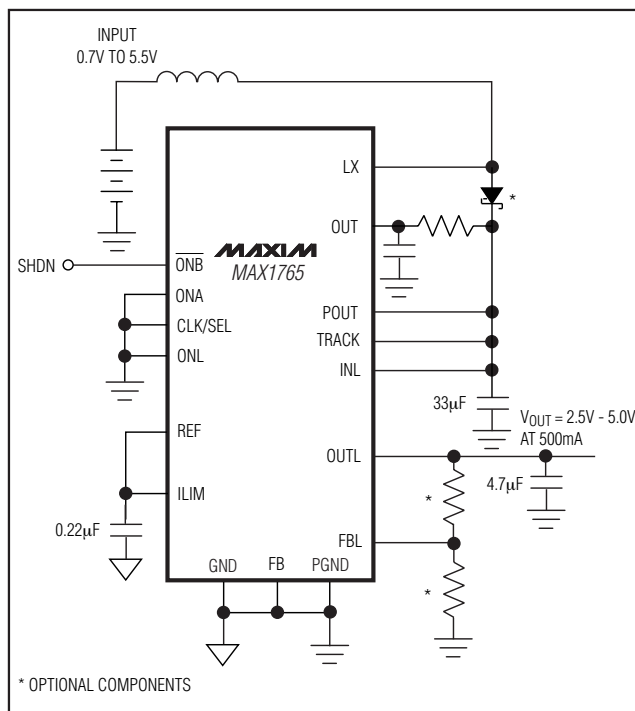 INPUT
0.7V TO 5.5V
LX
*
OUT
MAXIM
MAX1765
SHDN
ONB
ONA
CLK/SEL
ONL
POUT
TRACK
INL
33µF
VOUT = 2.5V - 5.0V
AT 500mA
REF
OUTL
4.7µF
ILIM
*
0.22µF
FBL
GND
FB
PGND
*
* OPTIONAL COMPONENTS